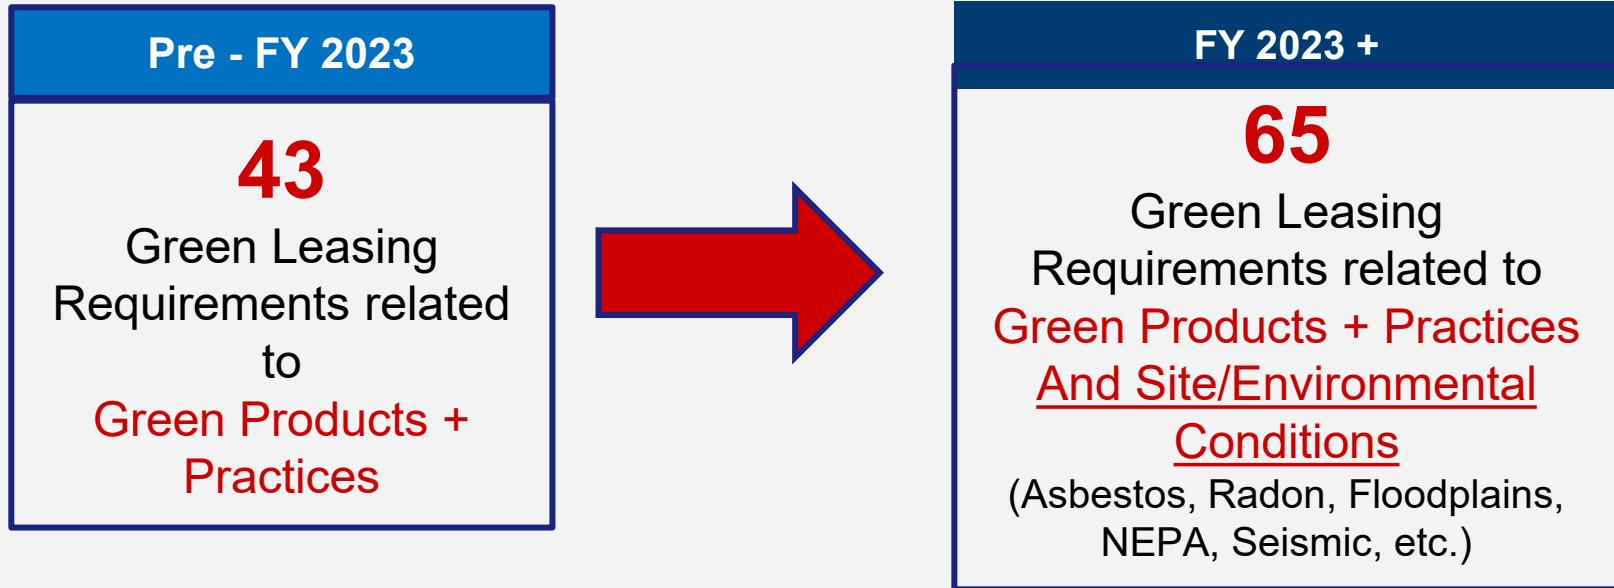 Pre - FY 2023
43
Green Leasing
Requirements related
to
Green Products +
Practices
FY 2023 +
65
Green Leasing
Requirements related to
Green Products + Practices
And Site/Environmental
Conditions
(Asbestos, Radon, Floodplains,
NEPA, Seismic, etc.)